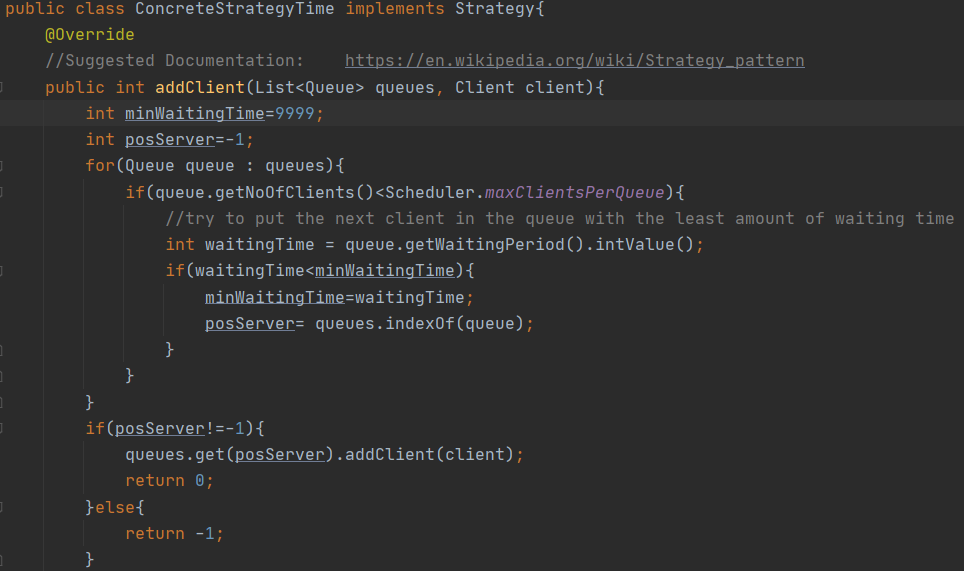 public class ConcreteStrategyTime implements Strategy{
    @Override
    //Suggested Documentation:    https://en.wikipedia.org/wiki/Strategy_pattern
    public int addClient(List<Queue> queues, Client client){
        int minWaitingTime=9999;
        int posServer=-1;
        for(Queue queue : queues){
            if(queue.getNoOfClients()<Scheduler.maxClientsPerQueue){
                //try to put the next client in the queue with the least amount of waiting time
                int waitingTime = queue.getWaitingPeriod().intValue();
                if(waitingTime<minWaitingTime){
                    minWaitingTime=waitingTime;
                    posServer= queues.indexOf(queue);
                }
            }
        }
        if(posServer!=-1){
            queues.get(posServer).addClient(client);
            return 0;
        }else{
            return -1;
        }